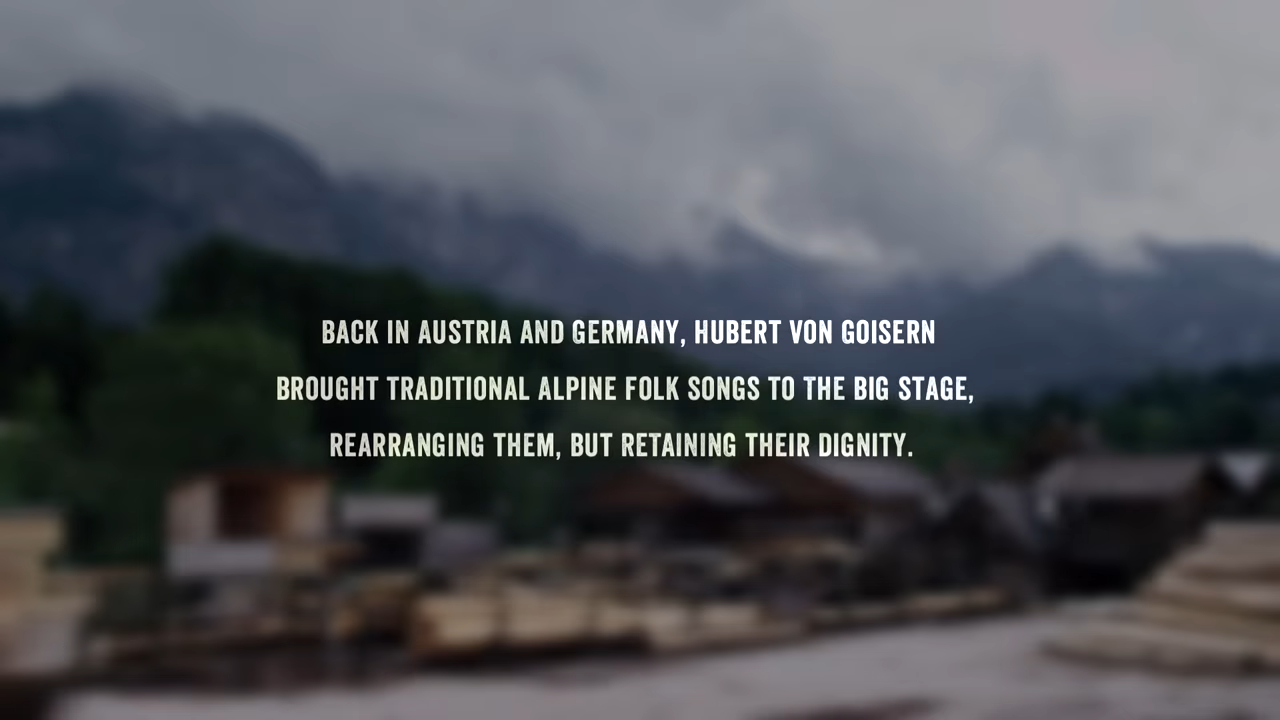 BACK IN AUSTRIA AND GERMANY, HUBERT VON GOISERN
BROUGHT TRADITIONAL ALPINE FOLK SONGS TO THE BIG STAGE,
REARRANGING THEM, BUT RETAINING THEIR DIGNITY.